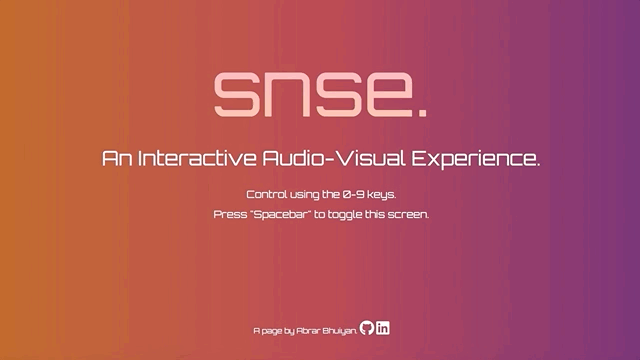 snse.
An Interactive Audio-Visual Experience.
Control using the 0-9 keys.
Press "Spacebar" to toggle this screen.
A page by Abrar Bhuiyan.